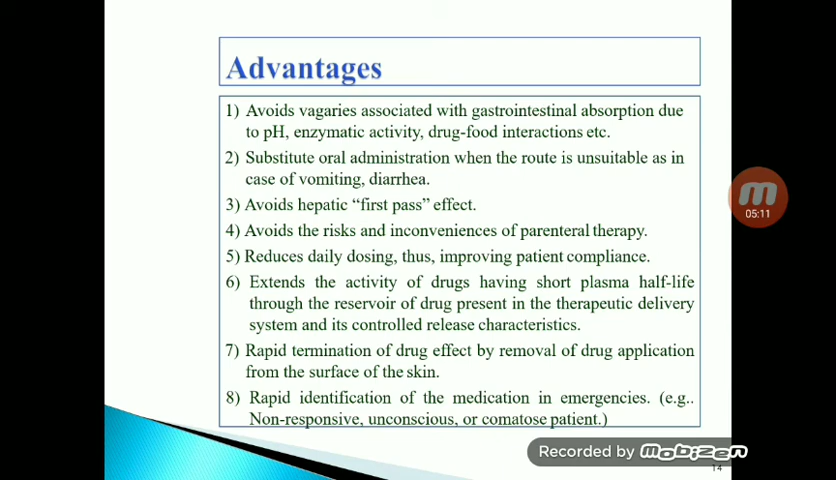 Advantages
1) Avoids vagaries associated with gastrointestinal absorption due
to pH, enzymatic activity, drug-food interactions etc.
2) Substitute oral administration when the route is unsuitable as in
case of vomiting, diarrhea.
3) Avoids hepatic “first pass” effect.
4) Avoids the risks and inconveniences of parenteral therapy.
5) Reduces daily dosing, thus, improving patient compliance.
6) Extends the activity of drugs having short plasma half-life
through the reservoir of drug present in the therapeutic delivery
system and its controlled release characteristics.
7) Rapid termination of drug effect by removal of drug application
from the surface of the skin.
8) Rapid identification of the medication in emergencies. (e.g..
Non-responsive, unconscious, or comatose patient.)
05:11
Recorded by mobizen
14